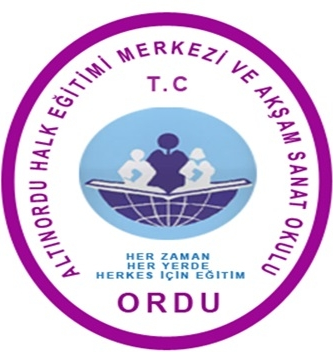 ALTINORDU HALK EĞİTİMİ MERKEZİ VE AKŞAM SANAT OKULU
T.C
HER ZAMAN
HER YERDE
HERKES İÇİN EĞİTİM
ORDU